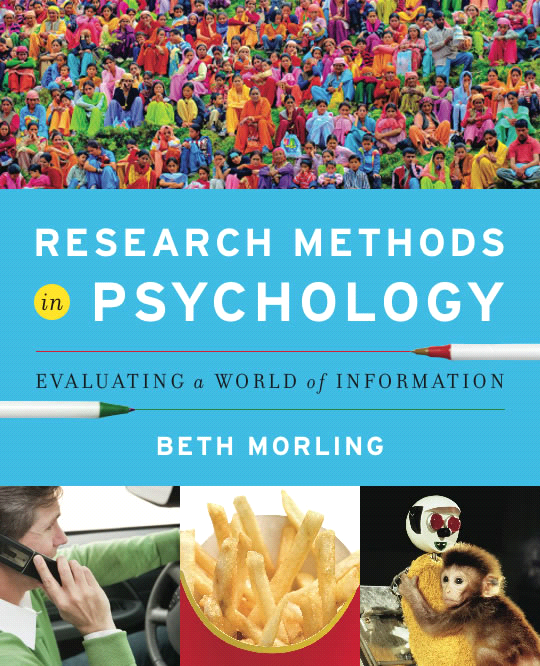 RESEARCH METHODS
in PSYCHOLOGY
EVALUATING a WORLD of INFORMATION
BETH MORLING